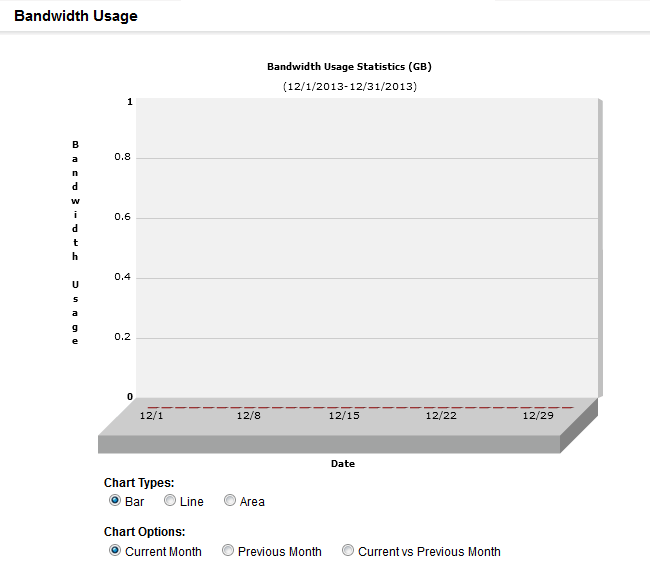 Bandwidth Usage
Bandwidth Usage Statistics (GB)
(12/1/2013-12/31/2013)
Bandwidth Usage
1
0.8
0.6
0.4
0.2
0
12/1 12/8 12/15 12/22 12/29
Date
Chart Types:
Bar Line Area
Chart Options:
Current Month Previous Month Current vs Previous Month